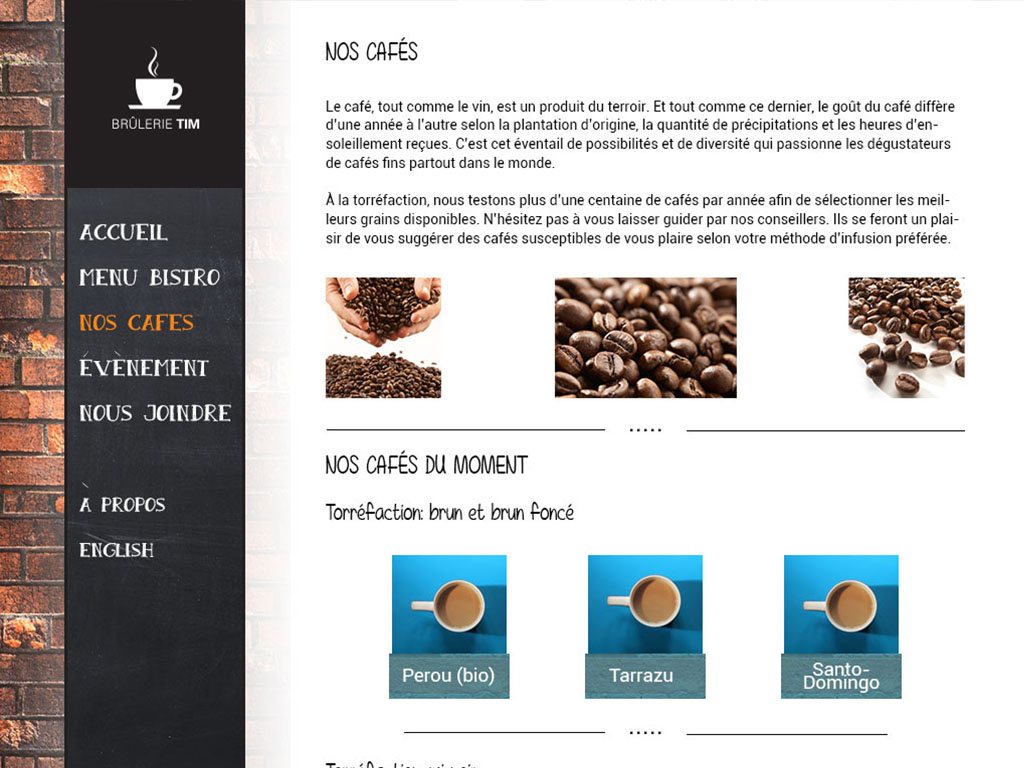 BRÛLERIE TIM
ACCUEIL
MENU BISTRO
NOS CAFES
ÉVÈNEMENT
NOUS JOINDRE
À PROPOS
ENGLISH
NOS CAFÉS
Le café, tout comme le vin, est un produit du terroir. Et tout comme ce dernier, le goût du café diffère
d'une année à l'autre selon la plantation d'origine, la quantité de précipitations et les heures d'en-
soleillement reçues. C'est cet éventail de possibilités et de diversité qui passionne les dégustateurs
de cafés fins partout dans le monde.
À la torréfaction, nous testons plus d'une centaine de cafés par année afin de sélectionner les meil-
leurs grains disponibles. N'hésitez pas à vous laisser guider par nos conseillers. Ils se feront un plai-
sir de vous suggérer des cafés susceptibles de vous plaire selon votre méthode d'infusion préférée.
NOS CAFÉS DU MOMENT
Torréfaction: brun et brun foncé
Perou (bio)
Tarrazu
Santo-
Domingo